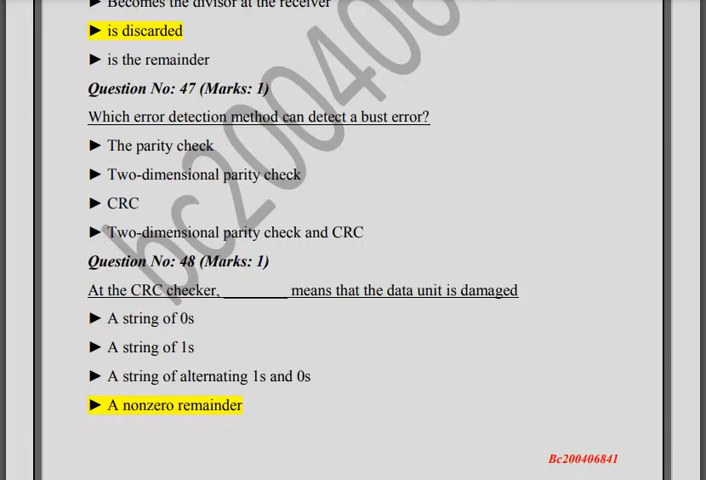 ► Becomes the divisor at the receiver
► is discarded
► is the remainder
Question No: 47 (Marks: 1)
Which error detection method can detect a bust error?
► The parity check
► Two-dimensional parity check
► CRC
► Two-dimensional parity check and CRC
Question No: 48 (Marks: 1)
At the CRC checker, ________ means that the data unit is damaged
► A string of 0s
► A string of 1s
► A string of alternating 1s and 0s
► A nonzero remainder
Bc200406841
bc200406